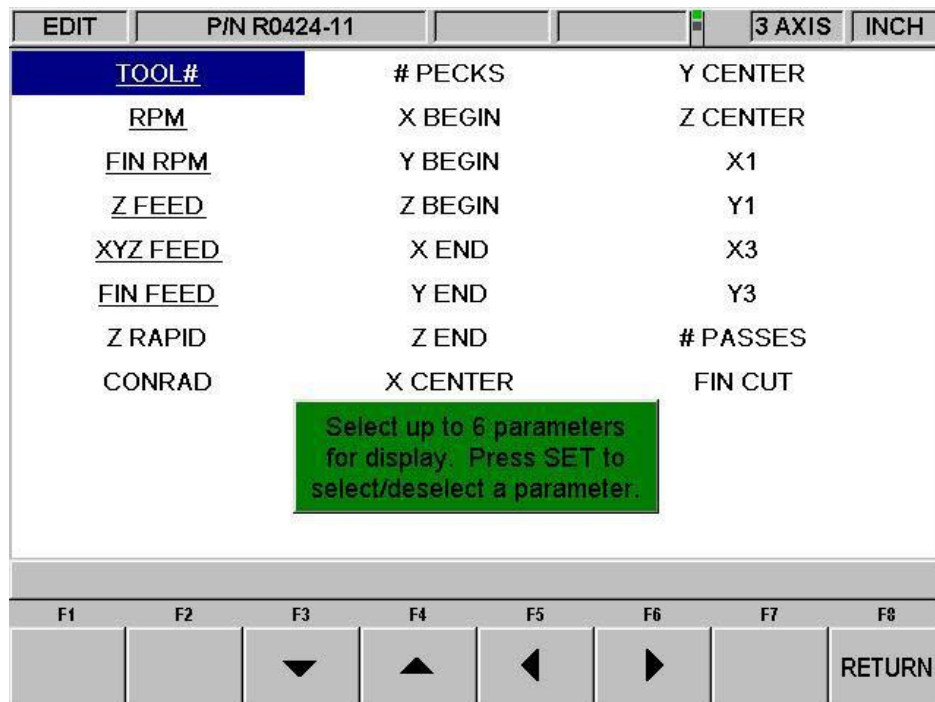 EDIT P/N R0424-11 3 AXIS INCH
TOOL# # PECKS Y CENTER
RPM X BEGIN Z CENTER
FIN RPM Y BEGIN X1
Z FEED Z BEGIN Y1
XYZ FEED X END X3
FIN FEED Y END Y3
Z RAPID Z END # PASSES
CONRAD X CENTER FIN CUT
Select up to 6 parameters
for display. Press SET to
select/deselect a parameter.
F1 F2 F3 F4 F5 F6 F7 F8
RETURN